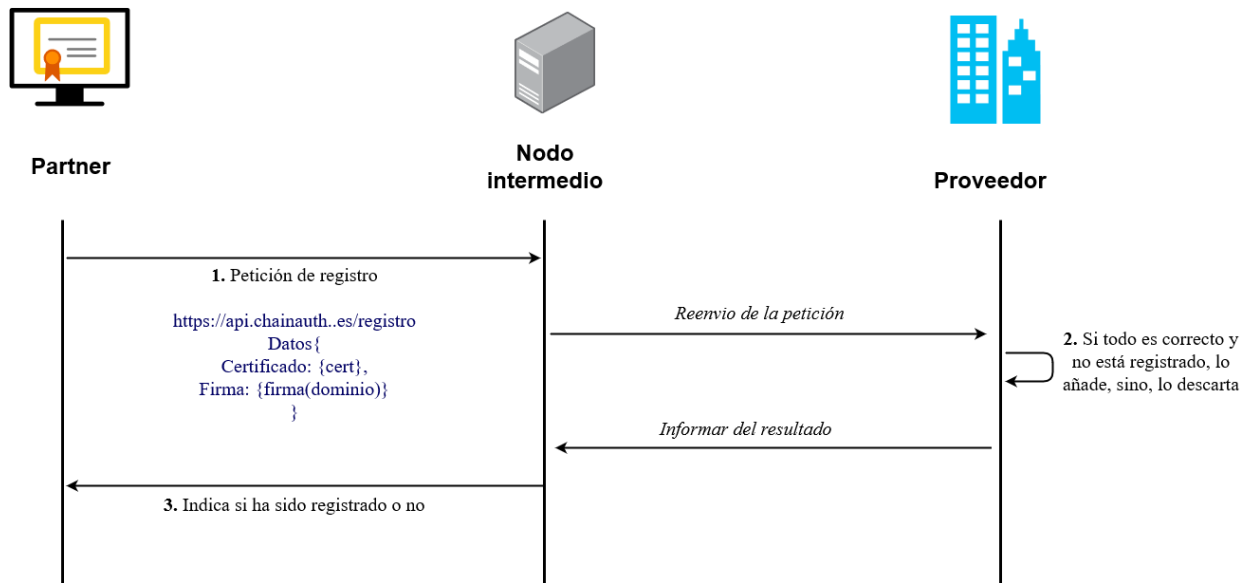 Partner
Nodo
intermedio
Proveedor
1. Petición de registro
https://api.chainauth..es/registro
Datos{
Certificado: {cert},
Firma: {firma(dominio)}
}
Reenvio de la petición
2. Si todo es correcto y
no está registrado, lo
añade, sino, lo descarta
Informar del resultado
3. Indica si ha sido registrado o no